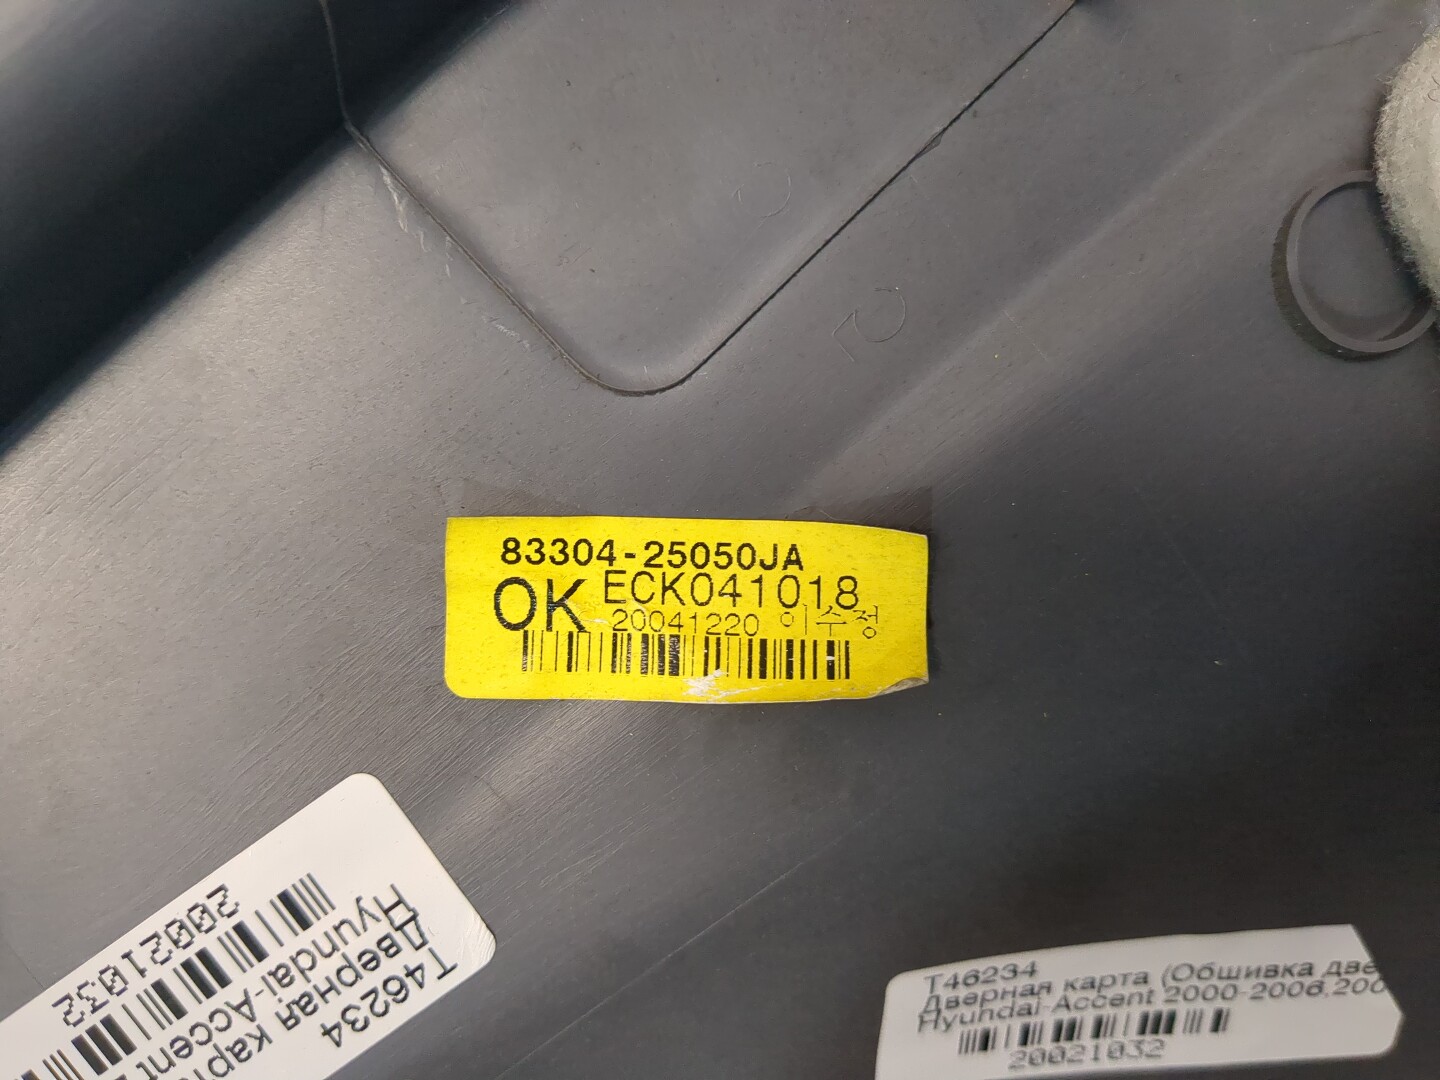 83304-25050JA
OK ECK041018
20041220 이수정
T46234
Дверная
Hyundai-Accent
20021032
T46234
Дверная карта (Обшивка две
Hyundai-Accent 2000-2006,200
20021032